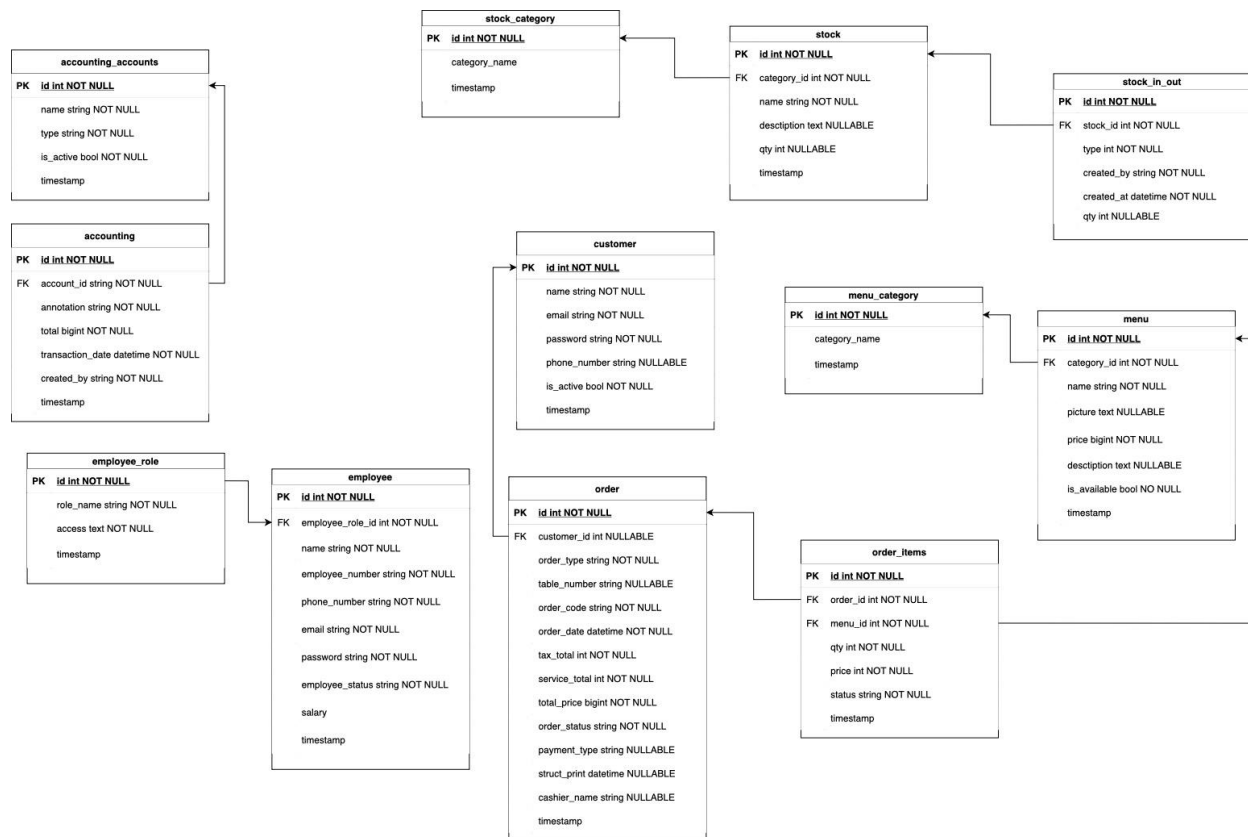 stock_category
PK id int NOT NULL
category_name
timestamp
stock
PK id int NOT NULL
FK category_id int NOT NULL
name string NOT NULL
desctiption text NULLABLE
qty int NULLABLE
timestamp
stock_in_out
PK id int NOT NULL
FK stock_id int NOT NULL
type int NOT NULL
created_by string NOT NULL
created_at datetime NOT NULL
qty int NULLABLE
accounting_accounts
PK id int NOT NULL
name string NOT NULL
type string NOT NULL
is_active bool NOT NULL
timestamp
accounting
PK id int NOT NULL
FK account_id string NOT NULL
annotation string NOT NULL
total bigint NOT NULL
transaction_date datetime NOT NULL
created_by string NOT NULL
timestamp
customer
PK id int NOT NULL
name string NOT NULL
email string NOT NULL
password string NOT NULL
phone_number string NULLABLE
is_active bool NOT NULL
timestamp
menu_category
PK id int NOT NULL
category_name
timestamp
menu
PK id int NOT NULL
FK category_id int NOT NULL
name string NOT NULL
picture text NULLABLE
price bigint NOT NULL
desctiption text NULLABLE
is_available bool NO NULL
timestamp
employee_role
PK id int NOT NULL
role_name string NOT NULL
access text NOT NULL
timestamp
employee
PK id int NOT NULL
FK employee_role_id int NOT NULL
name string NOT NULL
employee_number string NOT NULL
phone_number string NOT NULL
email string NOT NULL
password string NOT NULL
employee_status string NOT NULL
salary
timestamp
order
PK id int NOT NULL
FK customer_id int NULLABLE
order_type string NOT NULL
table_number string NULLABLE
order_code string NOT NULL
order_date datetime NOT NULL
tax_total int NOT NULL
service_total int NOT NULL
total_price bigint NOT NULL
order_status string NOT NULL
payment_type string NULLABLE
struct_print datetime NULLABLE
cashier_name string NULLABLE
timestamp
order_items
PK id int NOT NULL
FK order_id int NOT NULL
FK menu_id int NOT NULL
qty int NOT NULL
price int NOT NULL
status string NOT NULL
timestamp